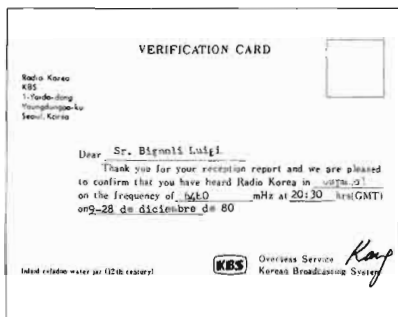 VERIFICATION CARD
Radio Korea
KBS
1-Yoido-dong
Youngdungpo-ku
Seoul, Korea
Dear Sr. Bignoli Luigi
Thank you for your reception report and we are pleased
to confirm that you have heard Radio Korea in
on the frequency of 6480 mHz at 20:30 hrs(GMT)
on 9-28 de diciembre de 80
KBS
Overseas Service
Korean Broadcasting System
Inlaid celadon water jar (12th century)